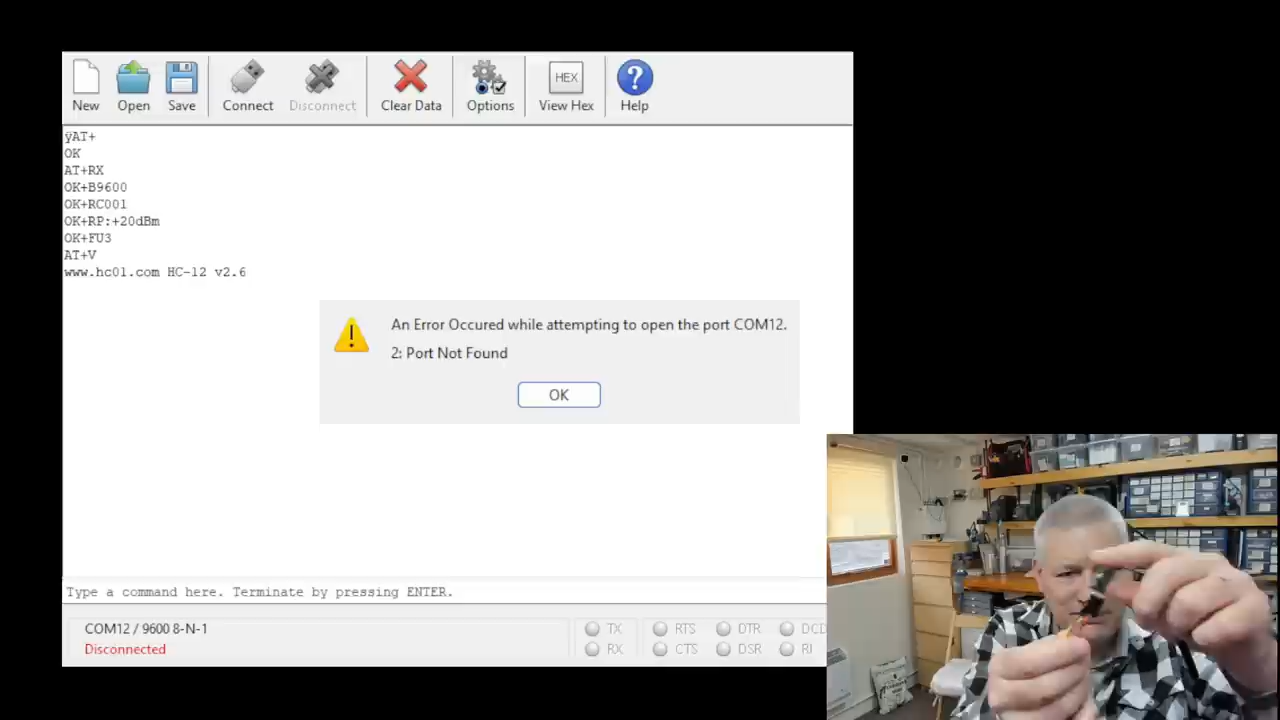 New Open Save Connect Disconnect Clear Data Options HEX View Hex ? Help
ÿAT+
OK
AT+RX
OK+B9600
OK+RC001
OK+RP:+20dBm
OK+FU3
AT+V
www.hc01.com HC-12 v2.6
An Error Occured while attempting to open the port COM12.
2: Port Not Found
OK
Type a command here. Terminate by pressing ENTER.
COM12 / 9600 8-N-1
Disconnected
TX RTS DTR DCD
RX CTS DSR RI